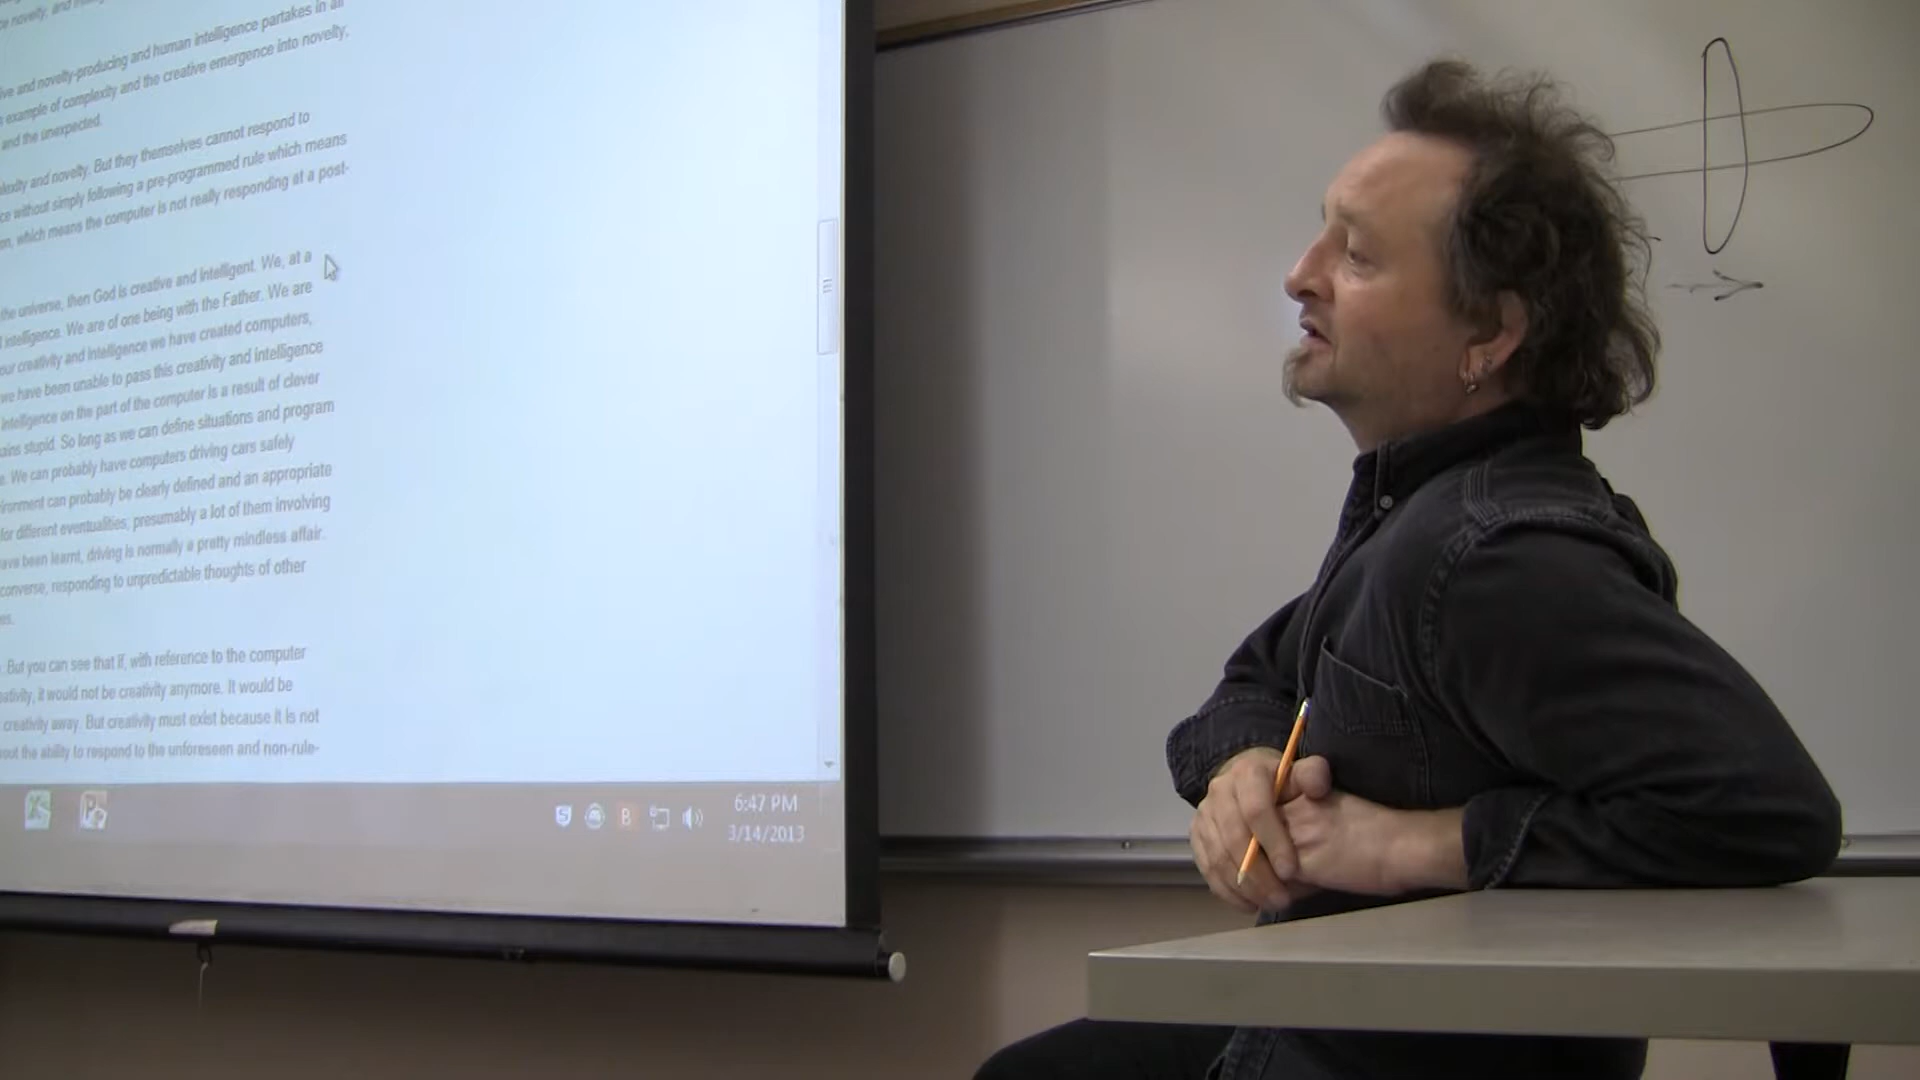 ce novelty, and
ive and novelty-producing and human intelligence partakes in all
example of complexity and the creative emergence into novelty,
and the unexpected.
lexity and novelty. But they themselves cannot respond to
ce without simply following a pre-programmed rule which means
on, which means the computer is not really responding at a post-
the universe, then God is creative and intelligent. We, at a
intelligence. We are of one being with the Father. We are
our creativity and intelligence we have created computers,
we have been unable to pass this creativity and intelligence
intelligence on the part of the computer is a result of clever
ains stupid. So long as we can define situations and program
e. We can probably have computers driving cars safely
ironment can probably be clearly defined and an appropriate
for different eventualities, presumably a lot of them involving
ave been learnt, driving is normally a pretty mindless affair.
converse, responding to unpredictable thoughts of other
es.
. But you can see that if, with reference to the computer
eativity, it would not be creativity anymore. It would be
creativity away. But creativity must exist because it is not
out the ability to respond to the unforeseen and non-rule-
6:47 PM
3/14/2013